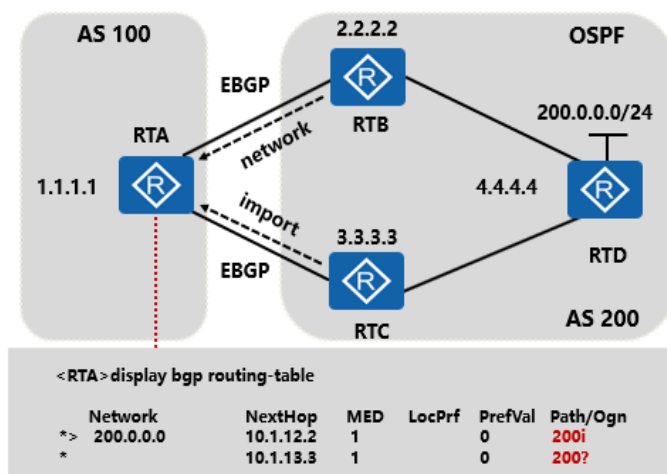 AS 100
2.2.2.2
OSPF
EBGP
R
RTB
200.0.0.0/24
RTA
network
1.1.1.1
R
4.4.4.4
R
import
3.3.3.3
RTD
EBGP
R
RTC
AS 200
<RTA>display bgp routing-table
Network NextHop MED LocPrf PrefVal Path/Ogn
*> 200.0.0.0 10.1.12.2 1 0 200i
* 10.1.13.3 1 0 200?